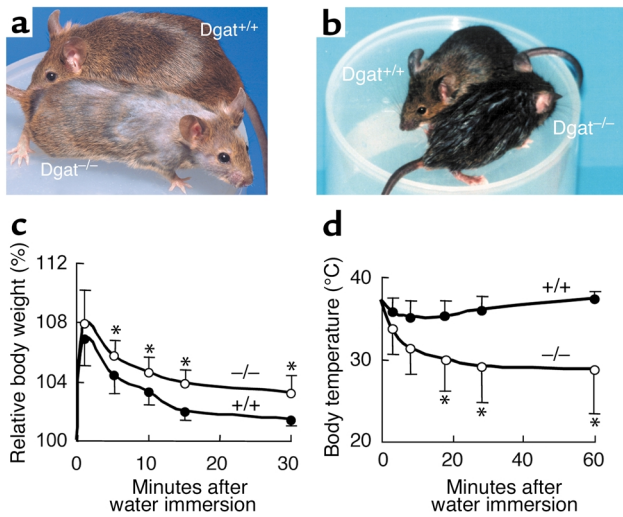 a
Dgat+/+
Dgat–/–
b
Dgat+/+
Dgat–/–
c
Relative body weight (%)
112
108
104
100
*
*
*
*
–/–
+/+
0
10
20
30
Minutes after
water immersion
d
Body temperature (°C)
40
30
20
+/+
–/–
*
*
*
0
20
40
60
Minutes after
water immersion